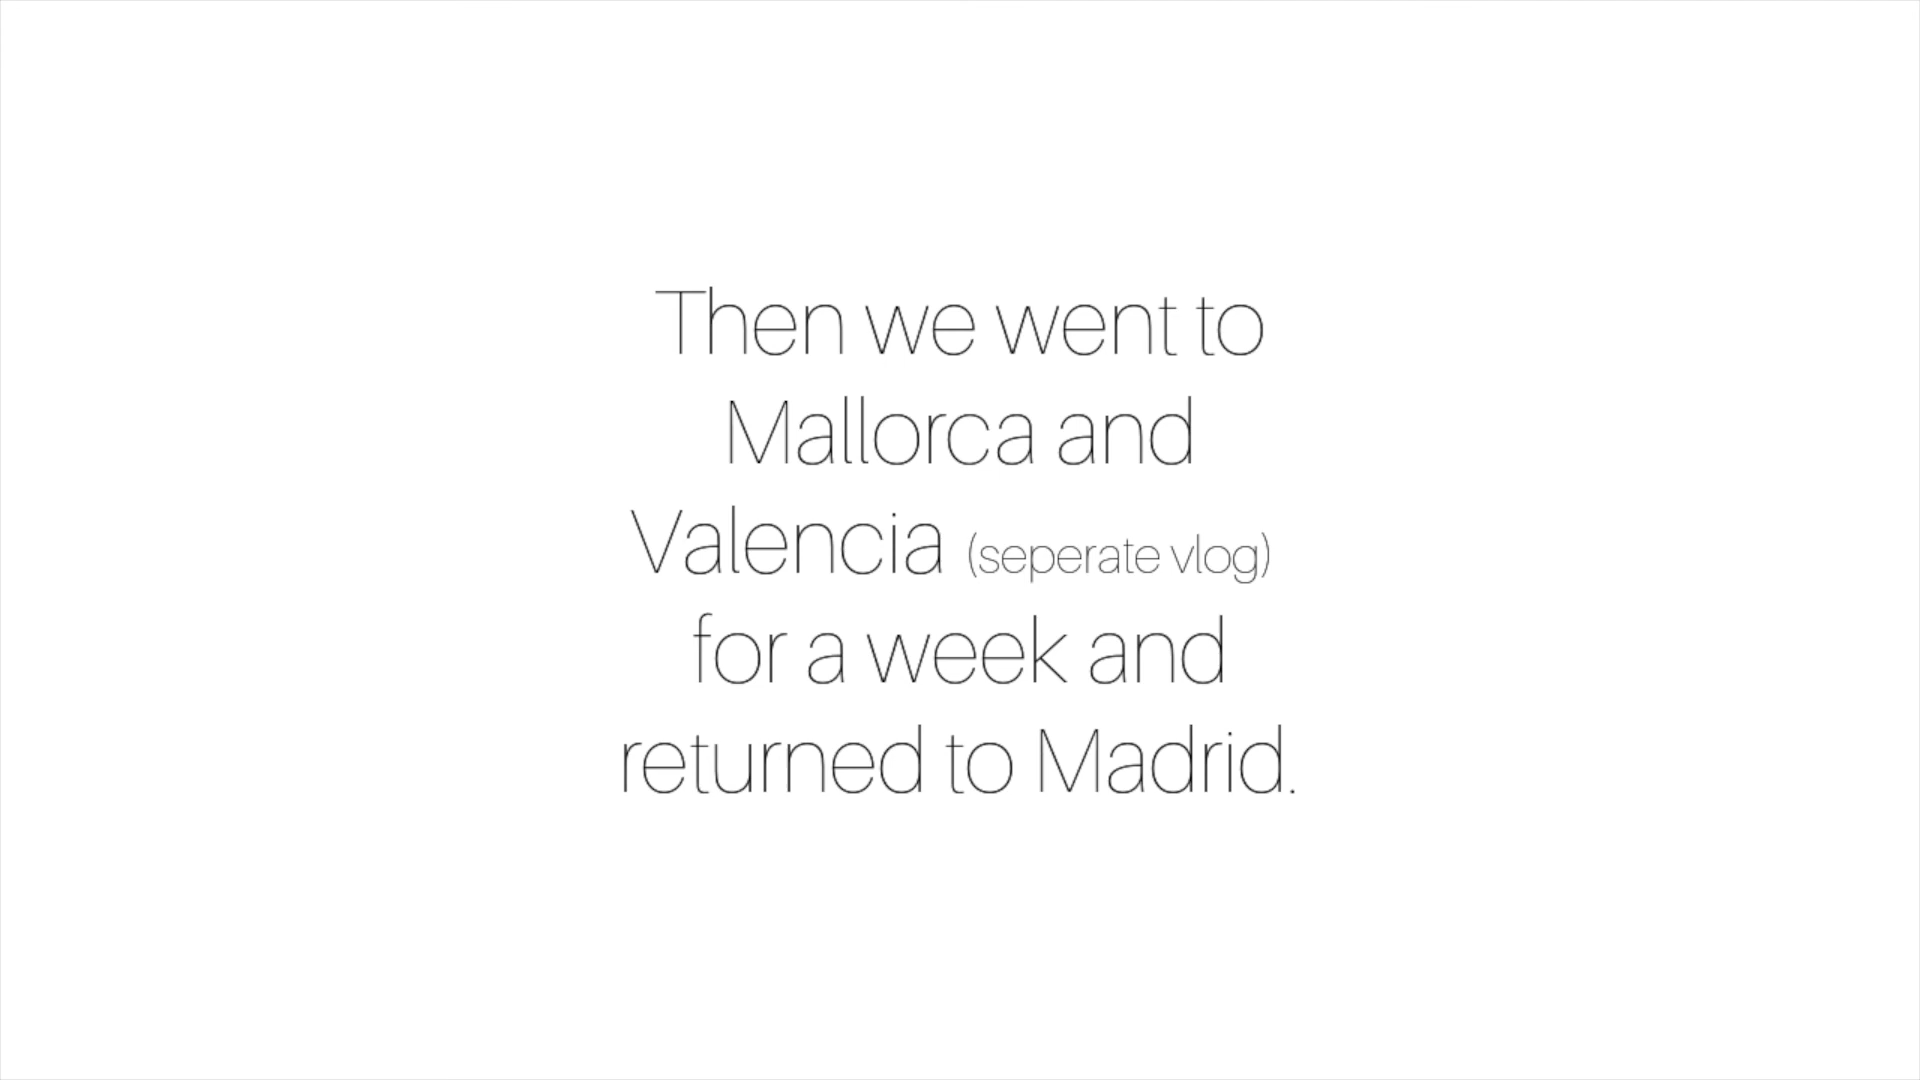 Then we went to
Mallorca and
Valencia (seperate vlog)
for a week and
returned to Madrid.